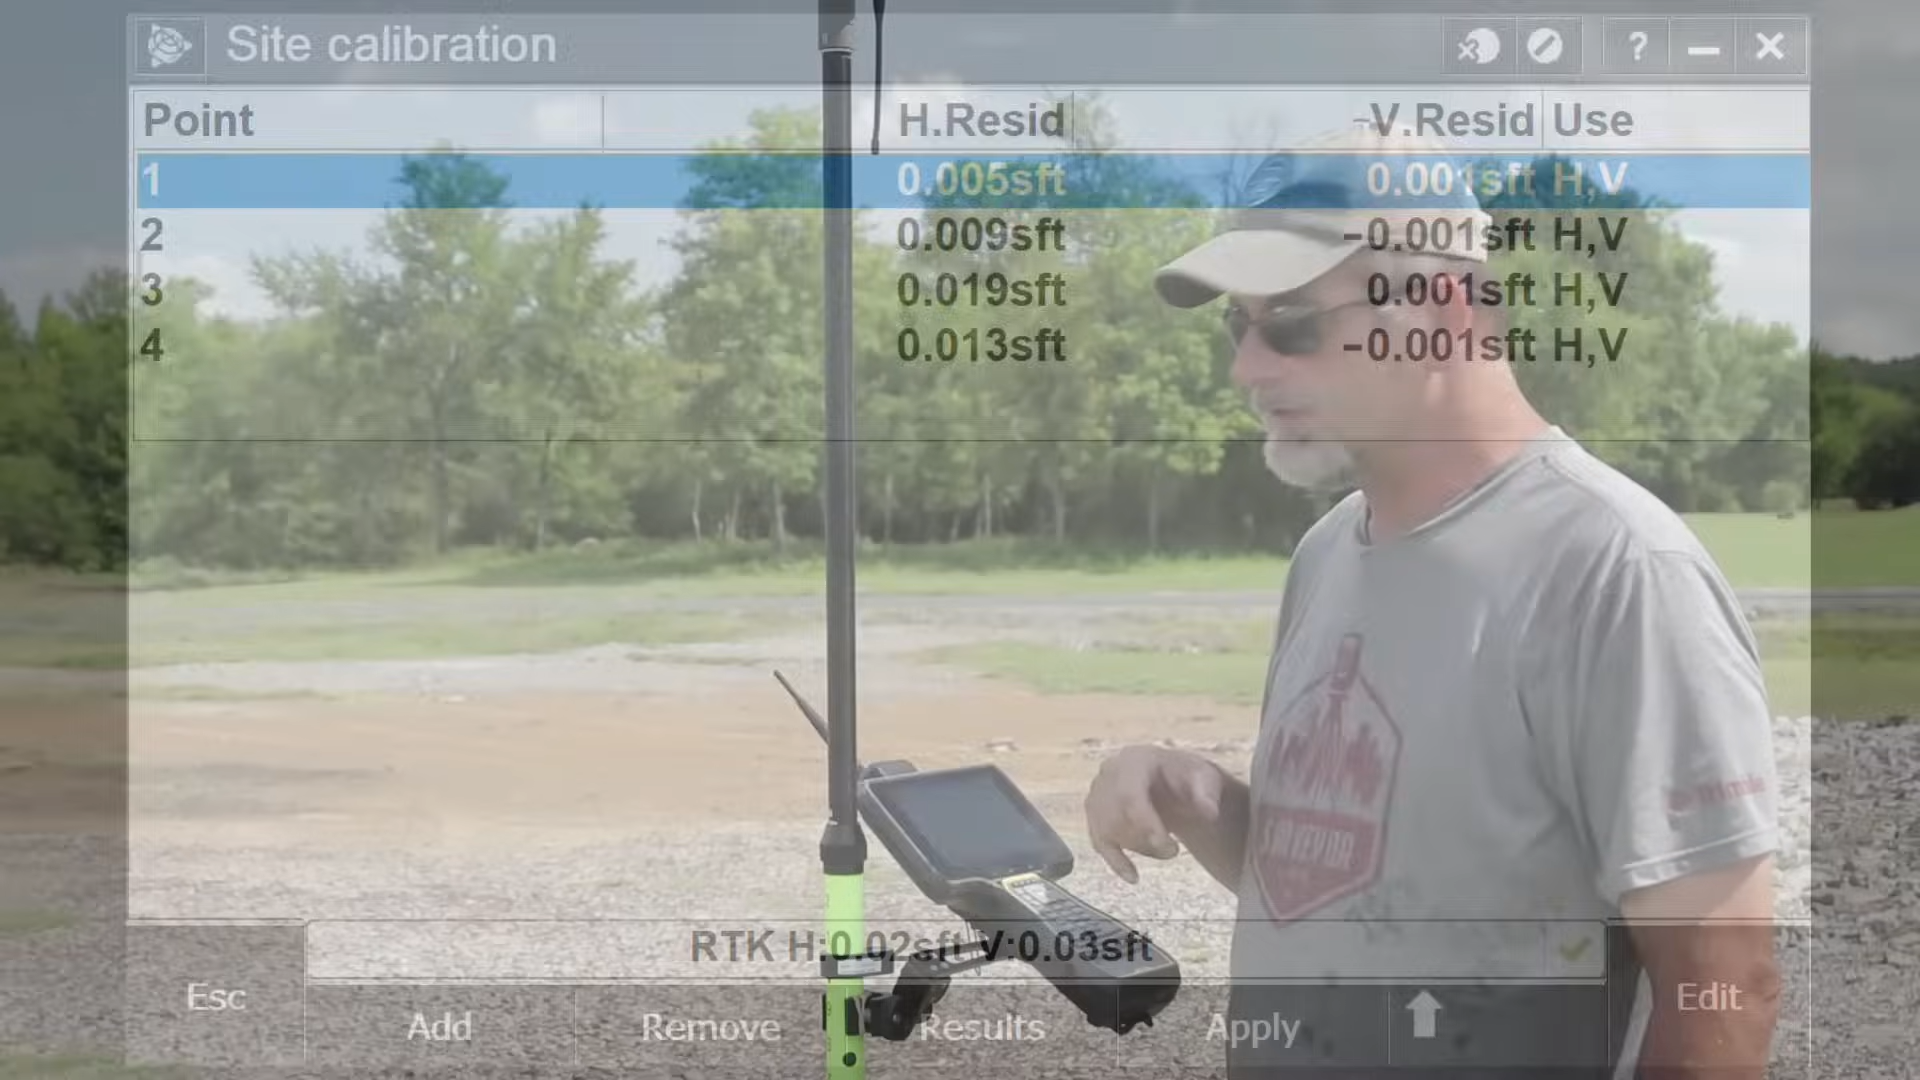 Site calibration ?
Point H.Resid ~V.Resid Use
1 0.005sft 0.001sft H,V
2 0.009sft -0.001sft H,V
3 0.019sft 0.001sft H,V
4 0.013sft -0.001sft H,V
SURVEYOR
RTK H:0.02sft V:0.03sft
Esc Add Remove Results Apply Edit